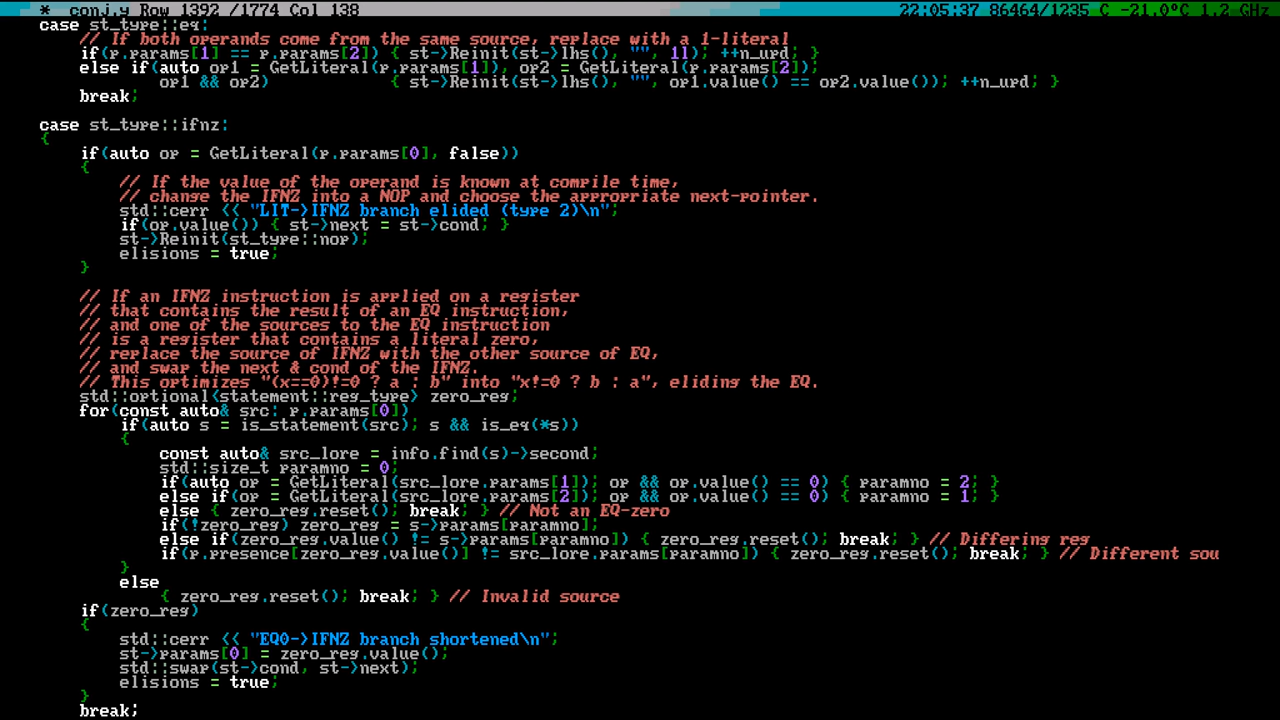 * conj.y Row 1392 /1774 Col 138 22:05:37 86464/1235 C -21.0°C 1.2 GHz
case st_type::eq:
// If both operands come from the same source, replace with a 1-literal
if(r.params[1] == r.params[2]) { st->Reinit(st->lhs(), "", 1l); ++n_upd; }
else if(auto op1 = GetLiteral(r.params[1]), op2 = GetLiteral(r.params[2]);
op1 && op2) { st->Reinit(st->lhs(), "", op1.value() == op2.value()); ++n_upd; }
break;
case st_type::ifnz:
{
if(auto op = GetLiteral(r.params[0], false))
{
// If the value of the operand is known at compile time,
// change the IFNZ into a NOP and choose the appropriate next-pointer.
std::cerr << "LIT->IFNZ branch elided (type 2)\n";
if(op.value()) { st->next = st->cond; }
st->Reinit(st_type::nop);
elisions = true;
}
// If an IFNZ instruction is applied on a register
// that contains the result of an EQ instruction,
// and one of the sources to the EQ instruction
// is a register that contains a literal zero,
// replace the source of IFNZ with the other source of EQ,
// and swap the next & cond of the IFNZ.
// This optimizes "(x==0)!=0 ? a : b" into "x!=0 ? b : a", eliding the EQ.
std::optional<statement::reg_type> zero_reg;
for(const auto& src: r.params[0])
if(auto s = is_statement(src); s && is_eq(*s))
{
const auto& src_lore = info.find(s)->second;
std::size_t paramno = 0;
if(auto op = GetLiteral(src_lore.params[1]); op && op.value() == 0) { paramno = 2; }
else if(op = GetLiteral(src_lore.params[2]); op && op.value() == 0) { paramno = 1; }
else { zero_reg.reset(); break; } // Not an EQ-zero
if(!zero_reg) zero_reg = s->params[paramno];
else if(zero_reg.value() != s->params[paramno]) { zero_reg.reset(); break; } // Differing reg
if(r.presence[zero_reg.value()] != src_lore.params[paramno]) { zero_reg.reset(); break; } // Different sou
}
else
{ zero_reg.reset(); break; } // Invalid source
if(zero_reg)
{
std::cerr << "EQ0->IFNZ branch shortened\n";
st->params[0] = zero_reg.value();
std::swap(st->cond, st->next);
elisions = true;
}
break;